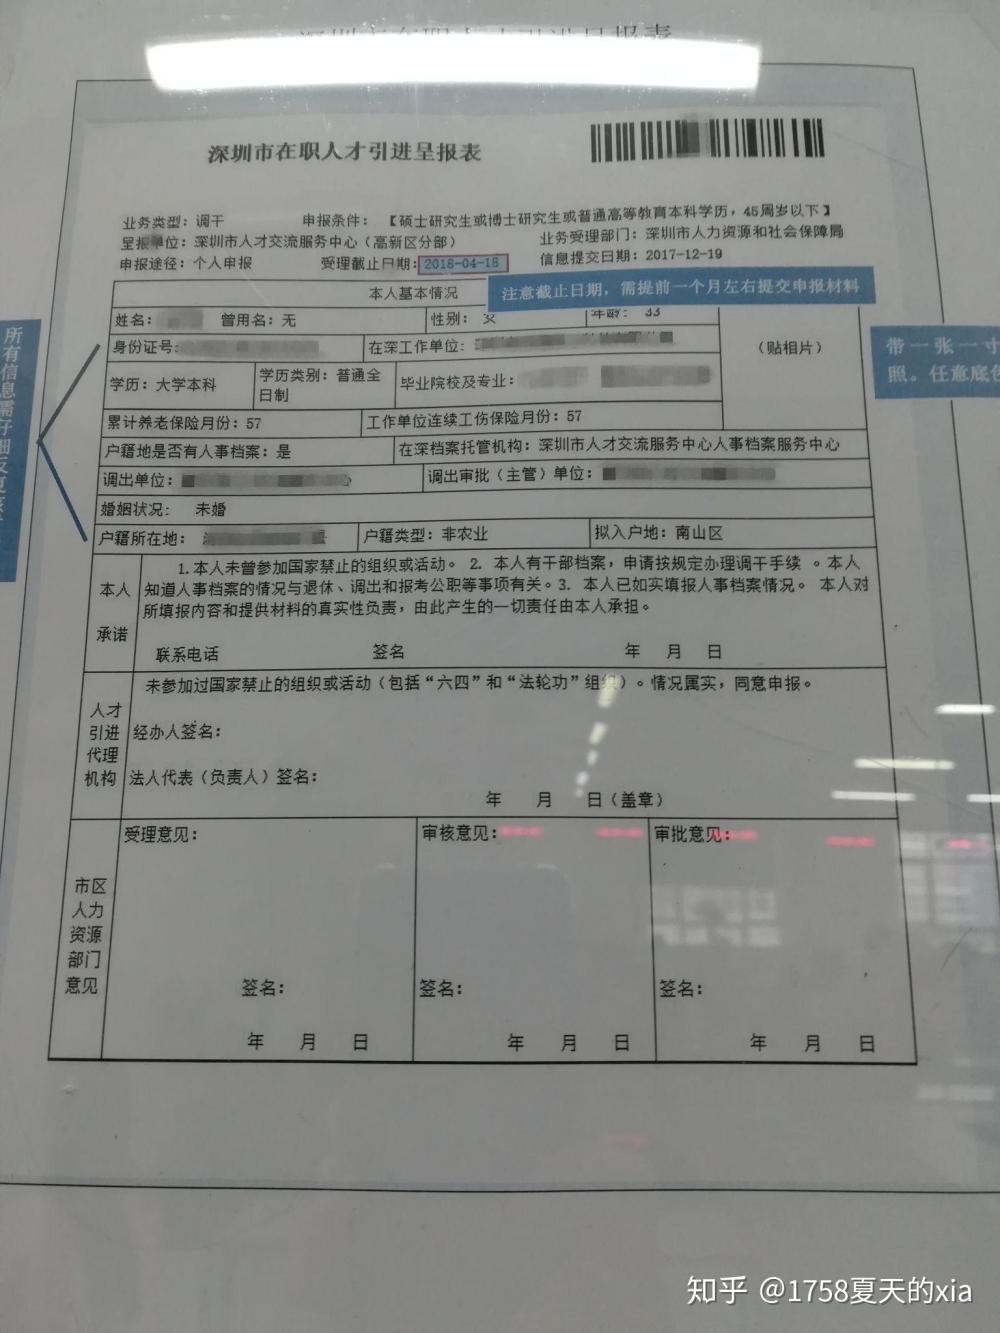 深圳市在职人才引进呈报表
深圳市在职人才引进呈报表
业务类型：调干 申报条件：【硕士研究生或博士研究生或普通高等教育本科学历，45周岁以下】
呈报单位：深圳市人才交流服务中心（高新区分部） 业务受理部门：深圳市人力资源和社会保障局
申报途径：个人申报 受理截止日期：2018-04-18 信息提交日期：2017-12-19
注意截止日期，需提前一个月左右提交申报材料
本人基本情况
姓名： 曾用名：无 性别：女 年龄：33
身份证号： 在深工作单位： （贴相片）
带一张一寸
照。任意底色
学历：大学本科 学历类别：普通全日制 毕业院校及专业：
累计养老保险月份：57 工作单位连续工伤保险月份：57
户籍地是否有人事档案：是 在深档案托管机构：深圳市人才交流服务中心人事档案服务中心
调出单位： 调出审批（主管）单位：
婚姻状况： 未婚
户籍所在地： 户籍类型：非农业 拟入户地：南山区
所有信息需仔细反复
本人承诺
1.本人未曾参加国家禁止的组织或活动。 2. 本人有干部档案，申请按规定办理调干手续 。本人
知道人事档案的情况与退休、调出和报考公职等事项有关。3. 本人已如实填报人事档案情况。 本人对
所填报内容和提供材料的真实性负责，由此产生的一切责任由本人承担。
联系电话 签名 年 月 日
人才引进代理机构
未参加过国家禁止的组织或活动（包括“六四”和“法轮功”组织）。情况属实，同意申报。
经办人签名：
法人代表（负责人）签名：
年 月 日（盖章）
市区人力资源部门意见
受理意见： 审核意见： 审批意见：
签名： 签名： 签名：
年 月 日 年 月 日 年 月 日
知乎 @1758夏天的xia